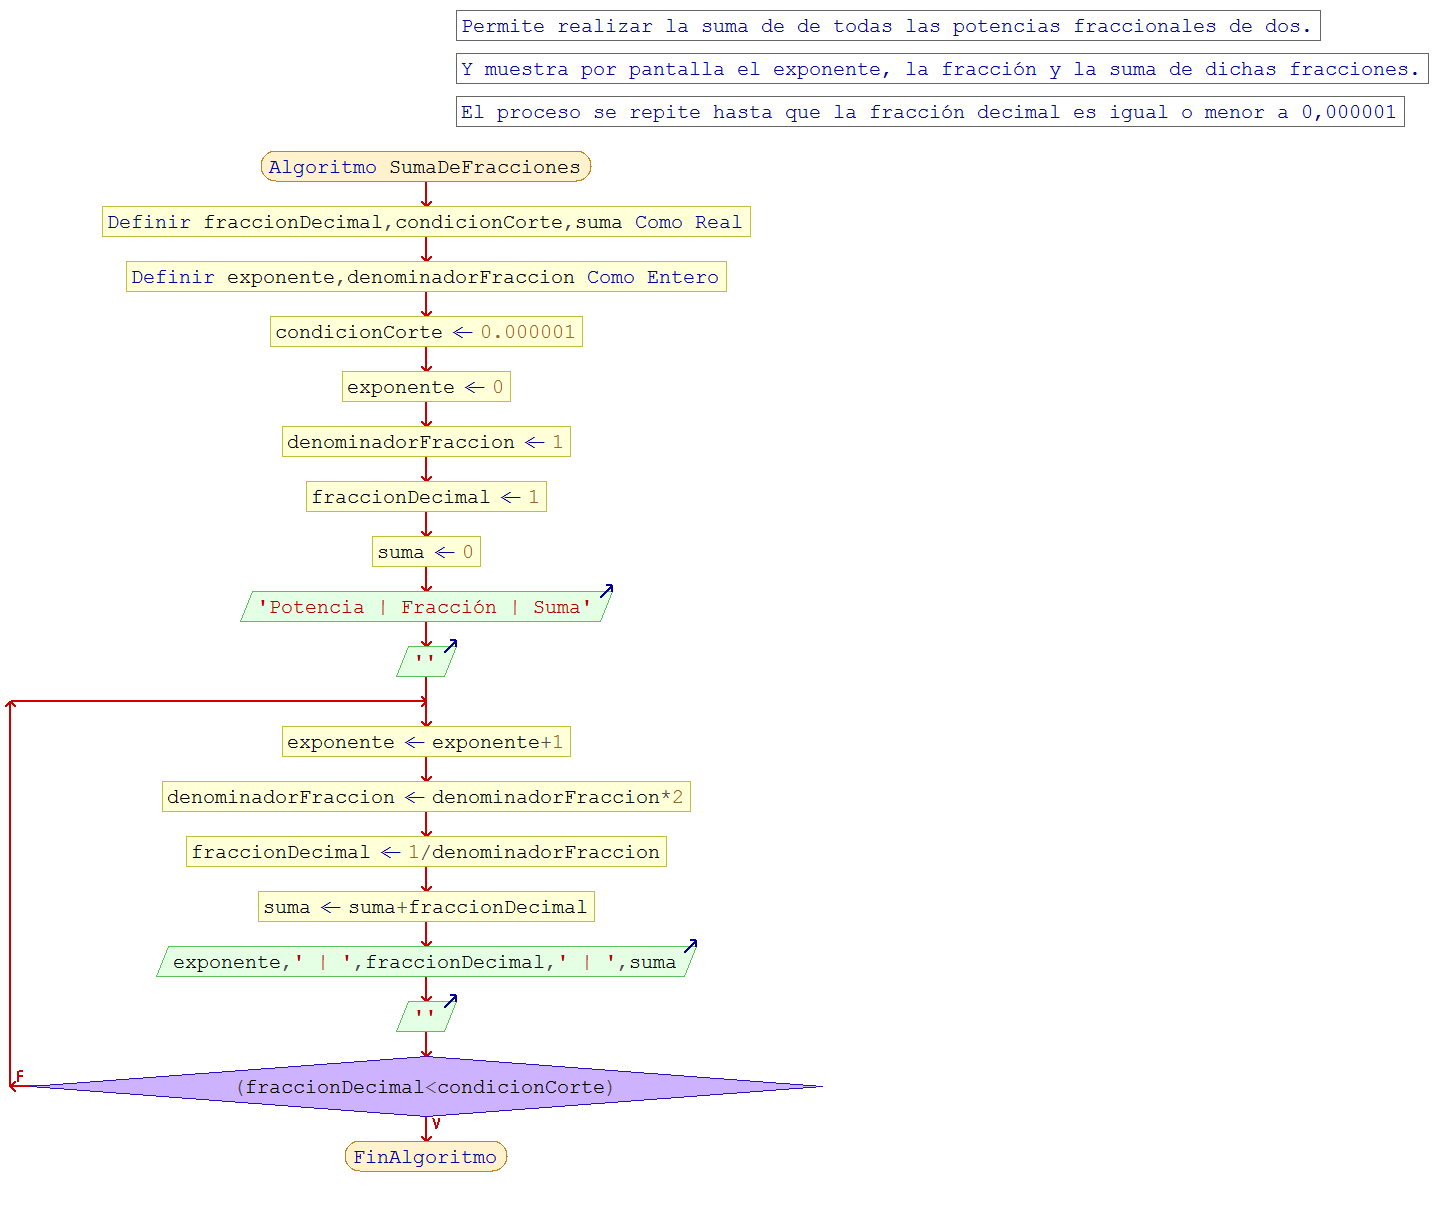 Permite realizar la suma de de todas las potencias fraccionales de dos.
Y muestra por pantalla el exponente, la fracción y la suma de dichas fracciones.
El proceso se repite hasta que la fracción decimal es igual o menor a 0,000001
Algoritmo SumaDeFracciones
Definir fraccionDecimal,condicionCorte,suma Como Real
Definir exponente,denominadorFraccion Como Entero
condicionCorte ← 0.000001
exponente ← 0
denominadorFraccion ← 1
fraccionDecimal ← 1
suma ← 0
'Potencia | Fracción | Suma'
''
exponente ← exponente+1
denominadorFraccion ← denominadorFraccion*2
fraccionDecimal ← 1/denominadorFraccion
suma ← suma+fraccionDecimal
exponente,' | ',fraccionDecimal,' | ',suma
''
F
(fraccionDecimal<condicionCorte)
V
FinAlgoritmo